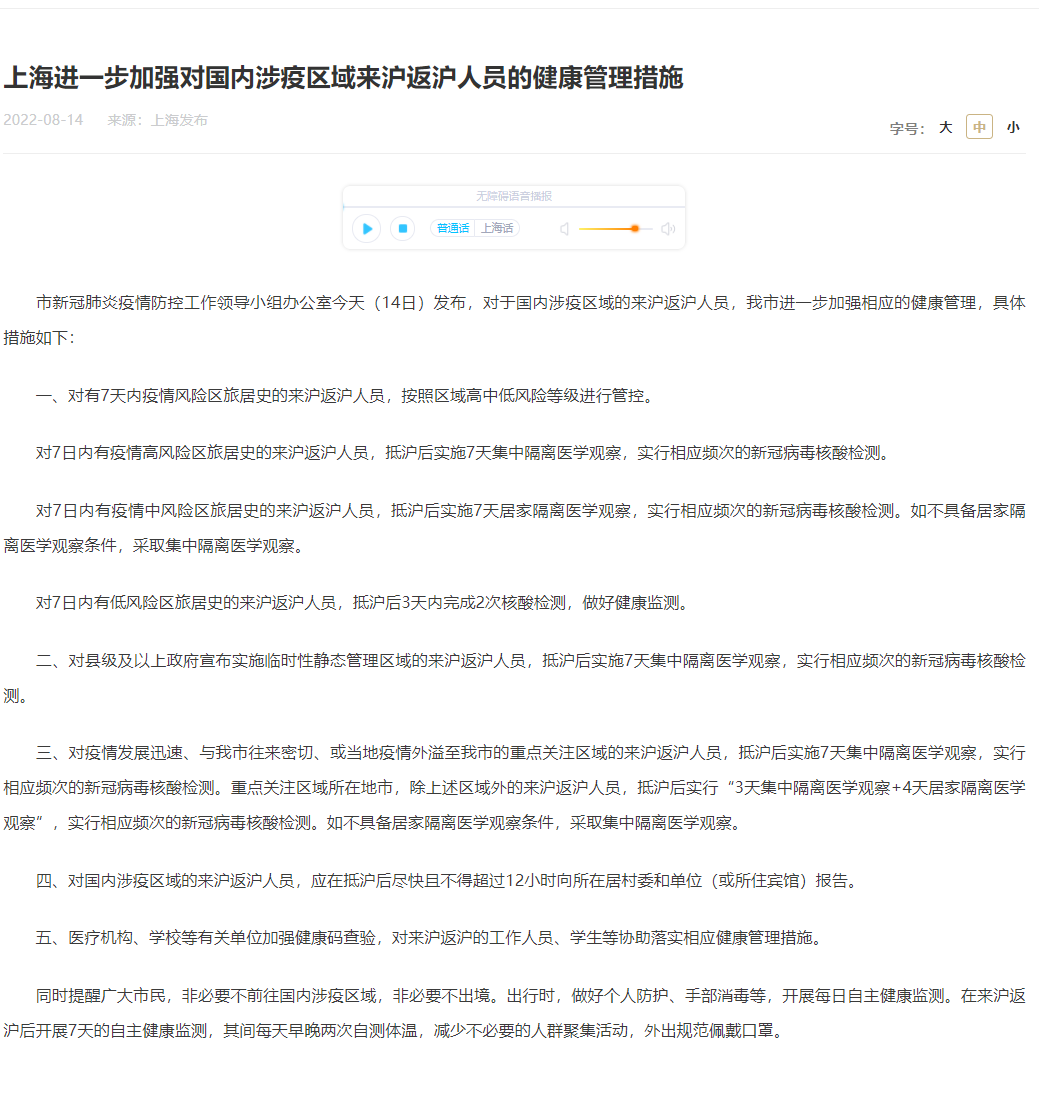 上海进一步加强对国内涉疫区域来沪返沪人员的健康管理措施
2022-08-14 来源：上海发布
字号： 大 中 小
无障碍语音播报
普通话 上海话
市新冠肺炎疫情防控工作领导小组办公室今天（14日）发布，对于国内涉疫区域的来沪返沪人员，我市进一步加强相应的健康管理，具体
措施如下：
一、对有7天内疫情风险区旅居史的来沪返沪人员，按照区域高中低风险等级进行管控。
对7日内有疫情高风险区旅居史的来沪返沪人员，抵沪后实施7天集中隔离医学观察，实行相应频次的新冠病毒核酸检测。
对7日内有疫情中风险区旅居史的来沪返沪人员，抵沪后实施7天居家隔离医学观察，实行相应频次的新冠病毒核酸检测。如不具备居家隔
离医学观察条件，采取集中隔离医学观察。
对7日内有低风险区旅居史的来沪返沪人员，抵沪后3天内完成2次核酸检测，做好健康监测。
二、对县级及以上政府宣布实施临时性静态管理区域的来沪返沪人员，抵沪后实施7天集中隔离医学观察，实行相应频次的新冠病毒核酸检
测。
三、对疫情发展迅速、与我市往来密切、或当地疫情外溢至我市的重点关注区域的来沪返沪人员，抵沪后实施7天集中隔离医学观察，实行
相应频次的新冠病毒核酸检测。重点关注区域所在地市，除上述区域外的来沪返沪人员，抵沪后实行“3天集中隔离医学观察+4天居家隔离医学
观察”，实行相应频次的新冠病毒核酸检测。如不具备居家隔离医学观察条件，采取集中隔离医学观察。
四、对国内涉疫区域的来沪返沪人员，应在抵沪后尽快且不得超过12小时向所在居村委和单位（或所住宾馆）报告。
五、医疗机构、学校等有关单位加强健康码查验，对来沪返沪的工作人员、学生等协助落实相应健康管理措施。
同时提醒广大市民，非必要不前往国内涉疫区域，非必要不出境。出行时，做好个人防护、手部消毒等，开展每日自主健康监测。在来沪返
沪后开展7天的自主健康监测，其间每天早晚两次自测体温，减少不必要的人群聚集活动，外出规范佩戴口罩。